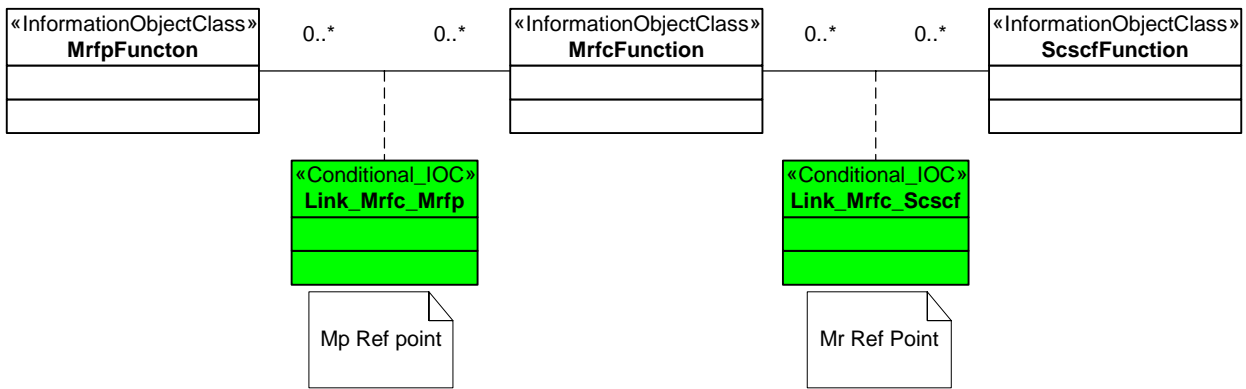 «InformationObjectClass»
MrfpFuncton
0..*
0..*
«InformationObjectClass»
MrfcFunction
0..*
0..*
«InformationObjectClass»
ScscfFunction
«Conditional_IOC»
Link_Mrfc_Mrfp
«Conditional_IOC»
Link_Mrfc_Scscf
Mp Ref point
Mr Ref Point